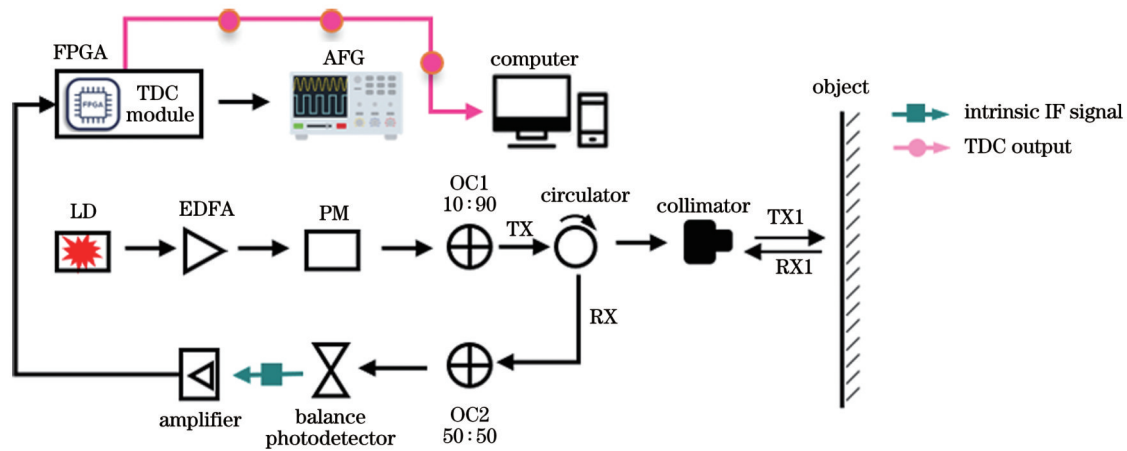 FPGA
FPGA
TDC
module
AFG
computer
object
intrinsic IF signal
TDC output
LD
EDFA
PM
OC1
10:90
TX
circulator
collimator
TX1
RX1
RX
amplifier
balance
photodetector
OC2
50:50